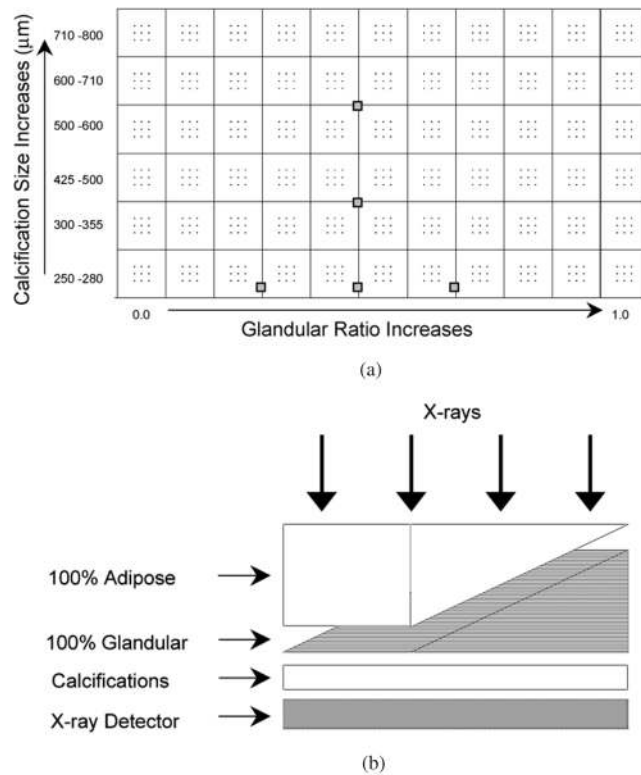 Calcification Size Increases (μm)
710 -800
600 -710
500 -600
425 -500
300 -355
250 -280
0.0
1.0
Glandular Ratio Increases
(a)
X-rays
100% Adipose
100% Glandular
Calcifications
X-ray Detector
(b)